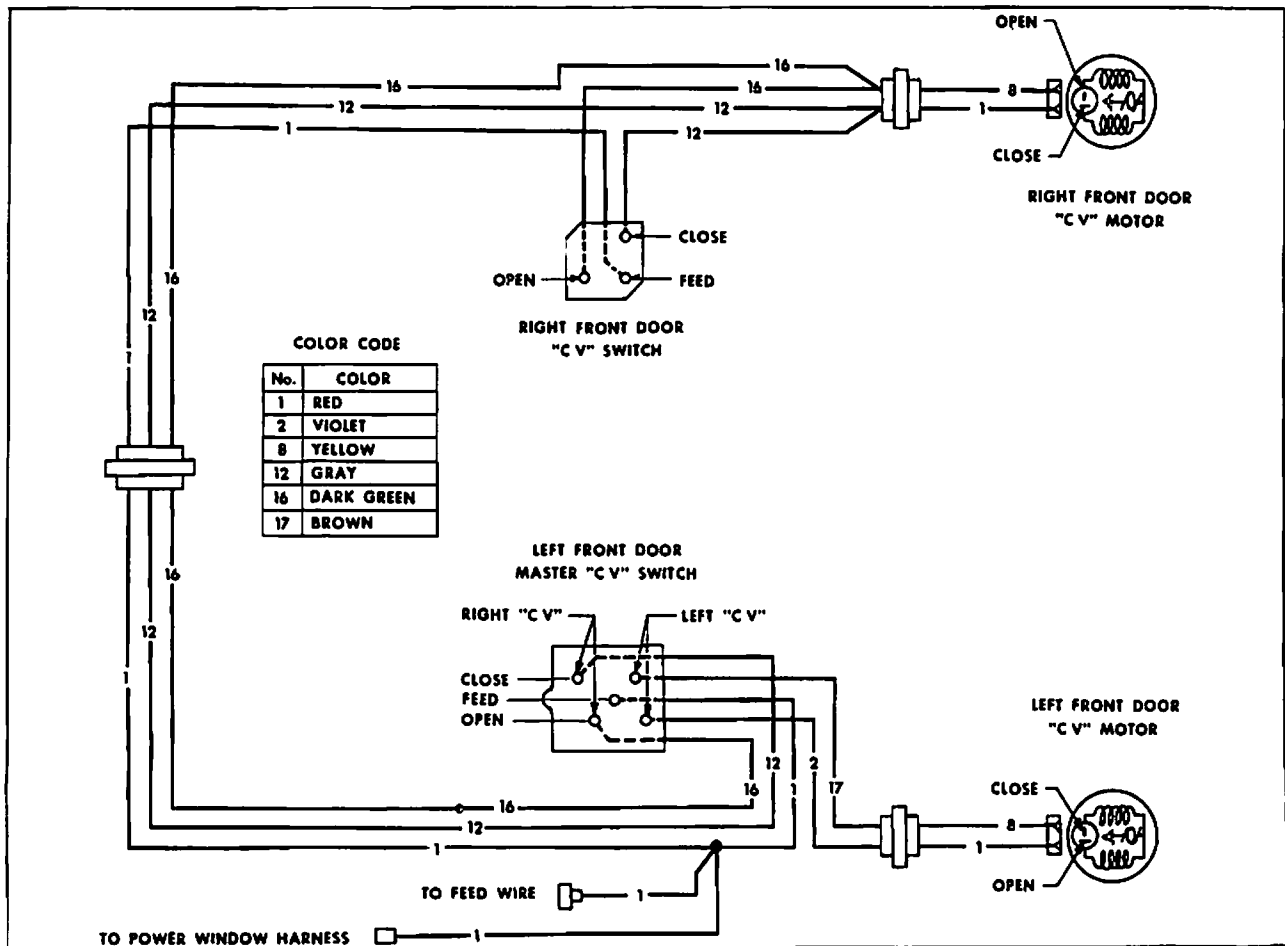 OPEN
16
16
16
16
8
12
12
12
1
1
12
CLOSE
RIGHT FRONT DOOR
"C V" MOTOR
CLOSE
OPEN
FEED
RIGHT FRONT DOOR
"C V" SWITCH
16
12
1
COLOR CODE
No. COLOR
1 RED
2 VIOLET
8 YELLOW
12 GRAY
16 DARK GREEN
17 BROWN
16
12
1
LEFT FRONT DOOR
MASTER "C V" SWITCH
RIGHT "C V"
LEFT "C V"
CLOSE
FEED
OPEN
LEFT FRONT DOOR
"C V" MOTOR
12
2
16
1
17
CLOSE
16
12
8
1
1
OPEN
TO FEED WIRE
1
TO POWER WINDOW HARNESS
1